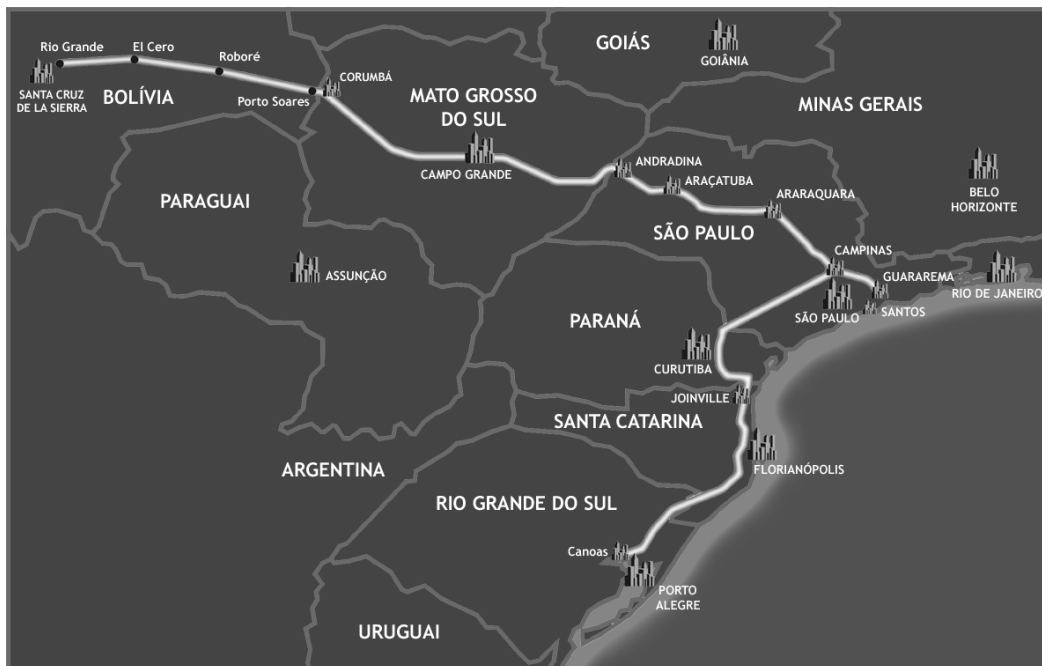 GOIÁS
GOIÂNIA
Rio Grande
El Cero
Roboré
SANTA CRUZ
DE LA SIERRA
BOLÍVIA
Porto Soares
CORUMBÁ
MATO GROSSO
DO SUL
MINAS GERAIS
CAMPO GRANDE
ANDRADINA
ARAÇATUBA
ARARAQUARA
BELO
HORIZONTE
PARAGUAI
SÃO PAULO
ASSUNÇÃO
CAMPINAS
GUARAREMA
RIO DE JANEIRO
SÃO PAULO
SANTOS
PARANÁ
CURUTIBA
JOINVILLE
SANTA CATARINA
FLORIANÓPOLIS
ARGENTINA
RIO GRANDE DO SUL
Canoas
PORTO
ALEGRE
URUGUAI